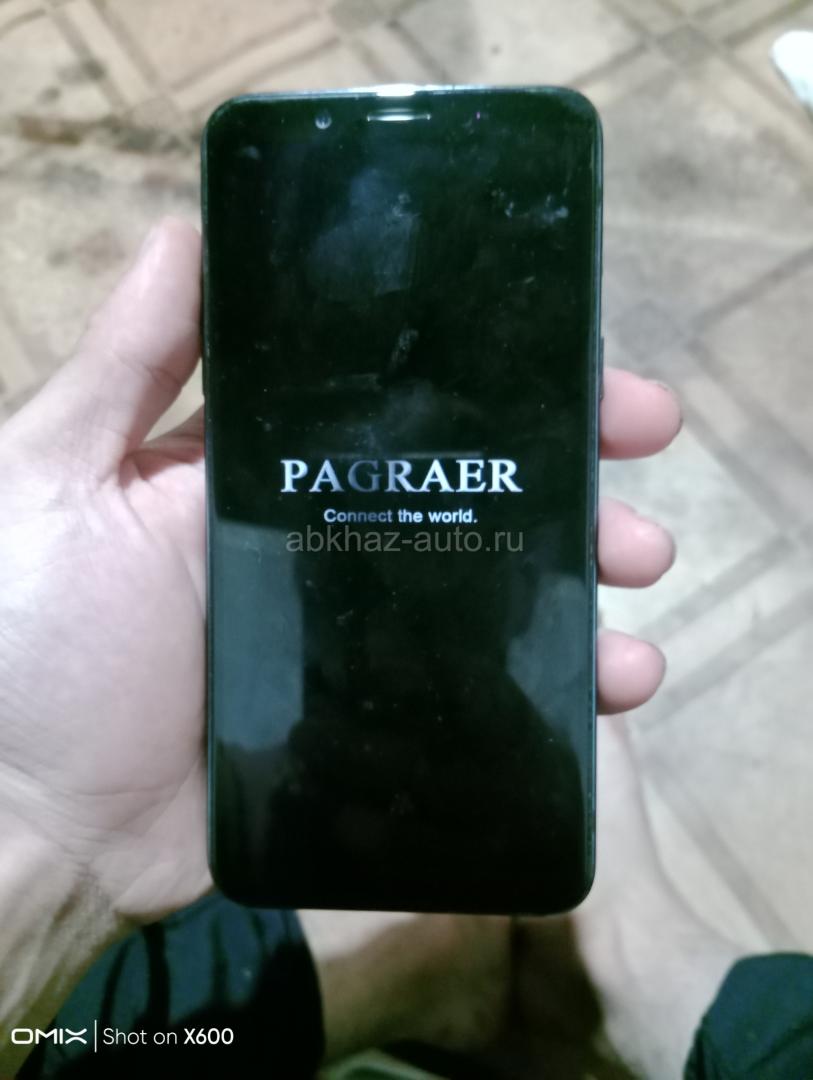 PAGRAER
Connect the world.
abkhaz-auto.ru
OMIX | Shot on X600